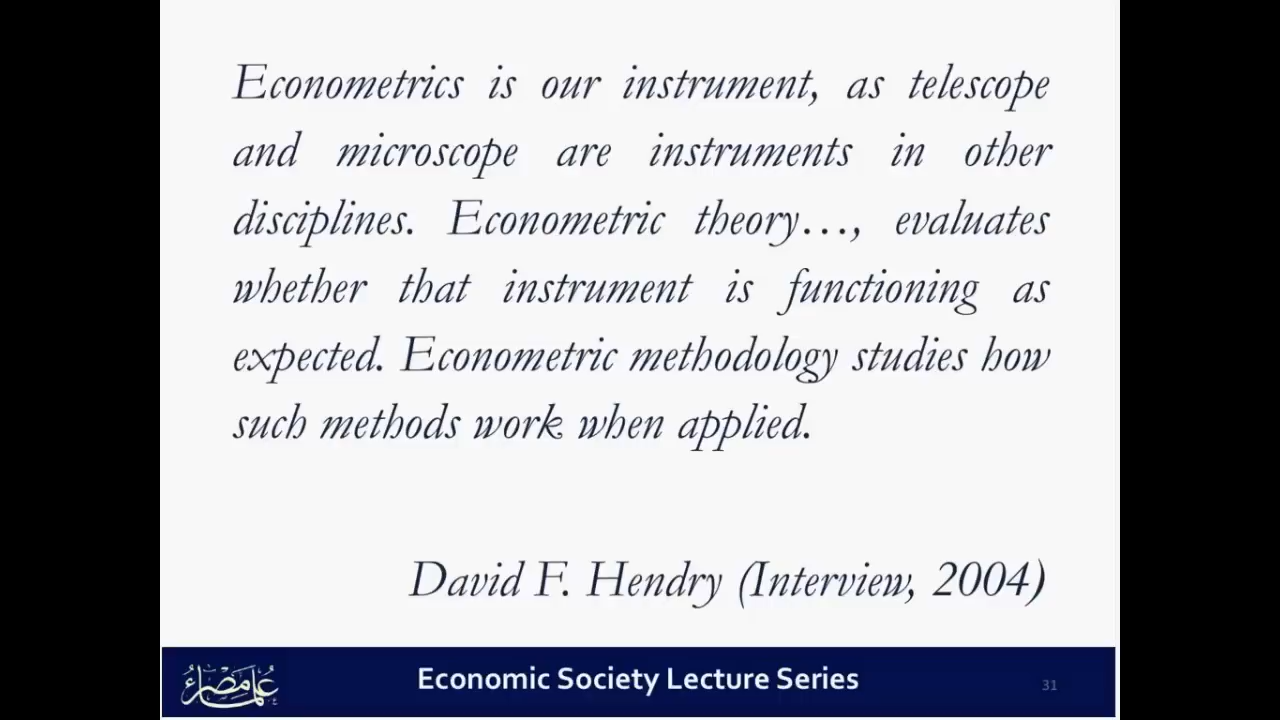 Econometrics is our instrument, as telescope
and microscope are instruments in other
disciplines. Econometric theory…, evaluates
whether that instrument is functioning as
expected. Econometric methodology studies how
such methods work when applied.
David F. Hendry (Interview, 2004)
علماء مصر
Economic Society Lecture Series
31